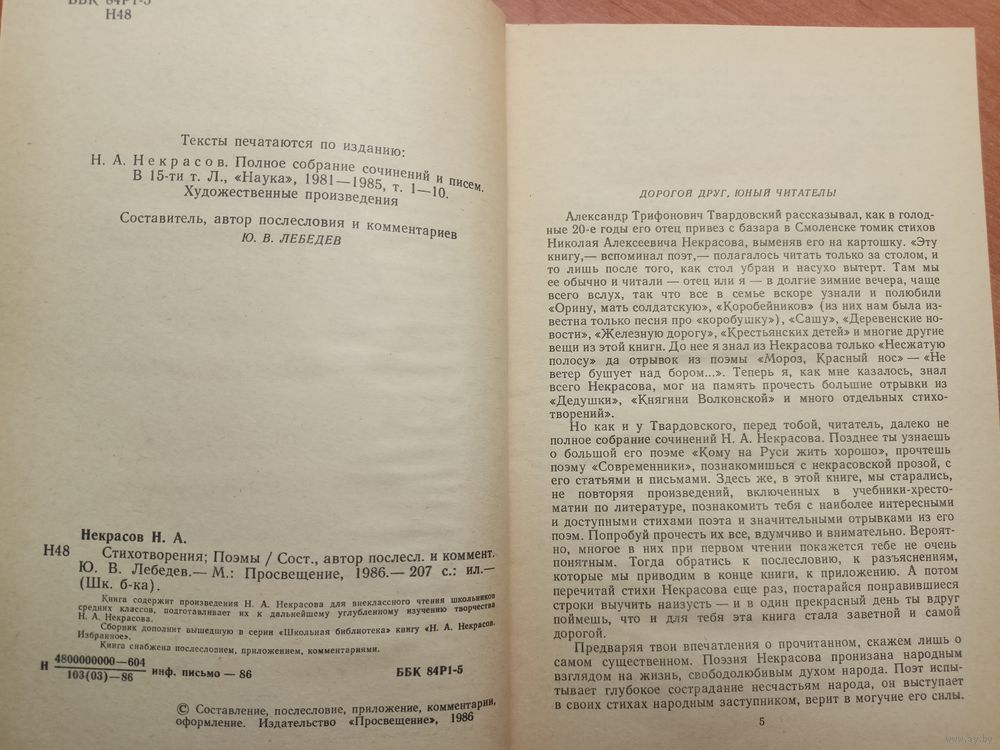 ББК 84Р1-5
Н48
Тексты печатаются по изданию:
Н. А. Некрасов. Полное собрание сочинений и писем.
В 15-ти т. Л., «Наука», 1981—1985, т. 1—10.
Художественные произведения
Составитель, автор послесловия и комментариев
Ю. В. ЛЕБЕДЕВ
Некрасов Н. А.
Н48 Стихотворения; Поэмы / Сост., автор послесл. и коммент.
Ю. В. Лебедев.— М.: Просвещение, 1986.— 207 с.: ил.—
(Шк. б-ка).
Книга содержит произведения Н. А. Некрасова для внеклассного чтения школьников
средних классов, подготавливает их к дальнейшему углубленному изучению творчества
Н. А. Некрасова.
Сборник дополнит вышедшую в серии «Школьная библиотека» книгу «Н. А. Некрасов.
Избранное».
Книга снабжена послесловием, приложением, комментариями.
Н 4800000000—604
103(03)—86 инф. письмо — 86 ББК 84Р1-5
© Составление, послесловие, приложение, комментарии,
оформление. Издательство «Просвещение», 1986
ДОРОГОЙ ДРУГ, ЮНЫЙ ЧИТАТЕЛЬ!
Александр Трифонович Твардовский рассказывал, как в голод-
ные 20-е годы его отец привез с базара в Смоленске томик стихов
Николая Алексеевича Некрасова, выменяв его на картошку. «Эту
книгу,— вспоминал поэт,— полагалось читать только за столом, и
то лишь после того, как стол убран и насухо вытерт. Там мы
ее обычно и читали — отец или я — в долгие зимние вечера, чаще
всего вслух, так что все в семье вскоре узнали и полюбили
«Орину, мать солдатскую», «Коробейников» (из них нам была из-
вестна только песня про «коробушку»), «Сашу», «Деревенские но-
вости», «Железную дорогу», «Крестьянских детей» и многие другие
вещи из этой книги. До нее я знал из Некрасова только «Несжатую
полосу» да отрывок из поэмы «Мороз, Красный нос» — «Не
ветер бушует над бором...». Теперь я, как мне казалось, знал
всего Некрасова, мог на память прочесть большие отрывки из
«Дедушки», «Княгини Волконской» и много отдельных стихо-
творений».
Но как и у Твардовского, перед тобой, читатель, далеко не
полное собрание сочинений Н. А. Некрасова. Позднее ты узнаешь
о большой его поэме «Кому на Руси жить хорошо», прочтешь
поэму «Современники», познакомишься с некрасовской прозой, с
его статьями и письмами. Здесь же, в этой книге, мы старались,
не повторяя произведений, включенных в учебники-хресто-
матии по литературе, познакомить тебя с наиболее интересными
и доступными стихами поэта и значительными отрывками из его
поэм. Попробуй прочесть их все, вдумчиво и внимательно. Вероят-
но, многое в них при первом чтении покажется тебе не очень
понятным. Тогда обратись к послесловию, к разъяснениям,
которые мы приводим в конце книги, к приложению. А потом
перечитай стихи Некрасова еще раз, постарайся понравившиеся
строки выучить наизусть — и в один прекрасный день ты вдруг
поймешь, что и для тебя эта книга стала заветной и самой
дорогой.
Предваряя твои впечатления о прочитанном, скажем лишь о
самом существенном. Поэзия Некрасова пронизана народным
взглядом на жизнь, свободолюбивым духом народа. Поэт испы-
тывает глубокое сострадание несчастьям народа, он выступает
в своих стихах народным заступником, верит в могучие его силы.
5
www.ay.by